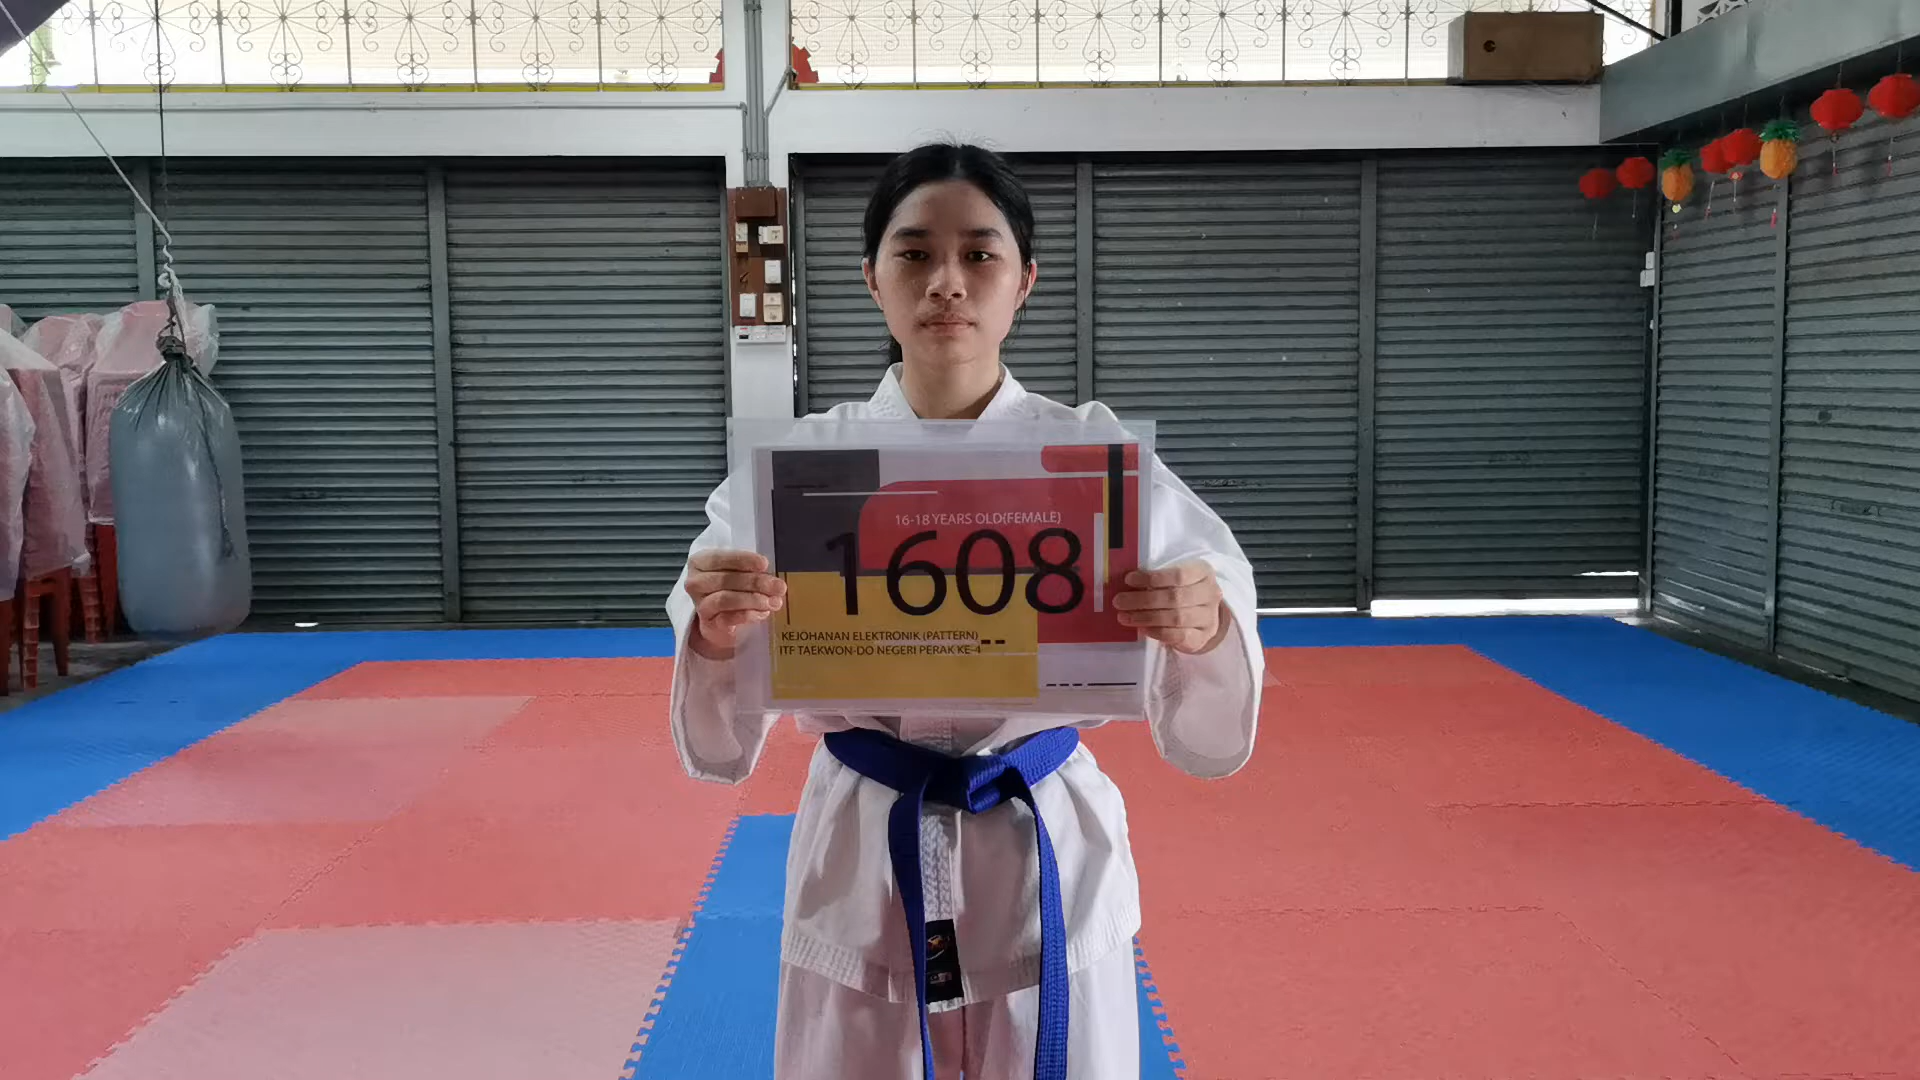 16-18 YEARS OLD(FEMALE)
1608
KEJOHANAN ELEKTRONIK (PATTERN)
ITF TAEKWON-DO NEGERI PERAK KE-4